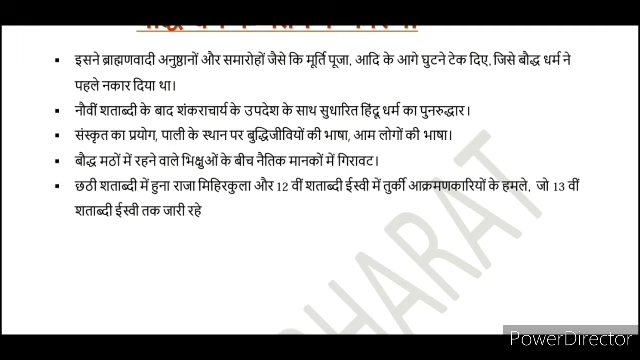 इसने ब्राह्मणवादी अनुष्ठानों और समारोहों जैसे कि मूर्ति पूजा, आदि के आगे घुटने टेक दिए, जिसे बौद्ध धर्म ने
पहले नकार दिया था।
नौवीं शताब्दी के बाद शंकराचार्य के उपदेश के साथ सुधारित हिंदू धर्म का पुनरुद्धार।
संस्कृत का प्रयोग, पाली के स्थान पर बुद्धिजीवियों की भाषा, आम लोगों की भाषा।
बौद्ध मठों में रहने वाले भिक्षुओं के बीच नैतिक मानकों में गिरावट।
छठी शताब्दी में हुना राजा मिहिरकुला और 12 वीं शताब्दी ईस्वी में तुर्की आक्रमणकारियों के हमले, जो 13 वीं
शताब्दी ईस्वी तक जारी रहे
BHARAT
PowerDirector